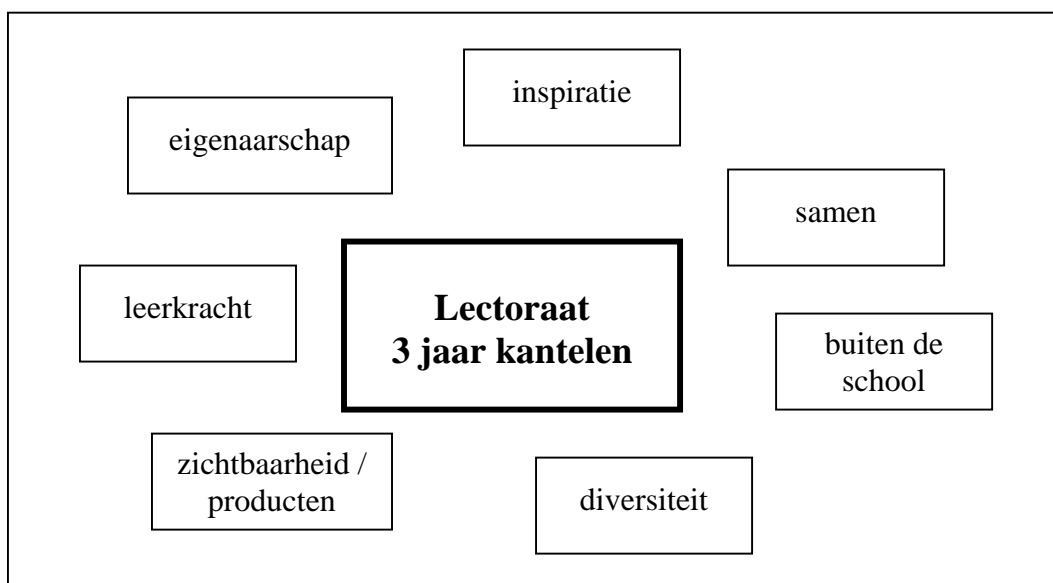 inspiratie
eigenaarschap
samen
leerkracht
Lectoraat
3 jaar kantelen
buiten de
school
zichtbaarheid /
producten
diversiteit